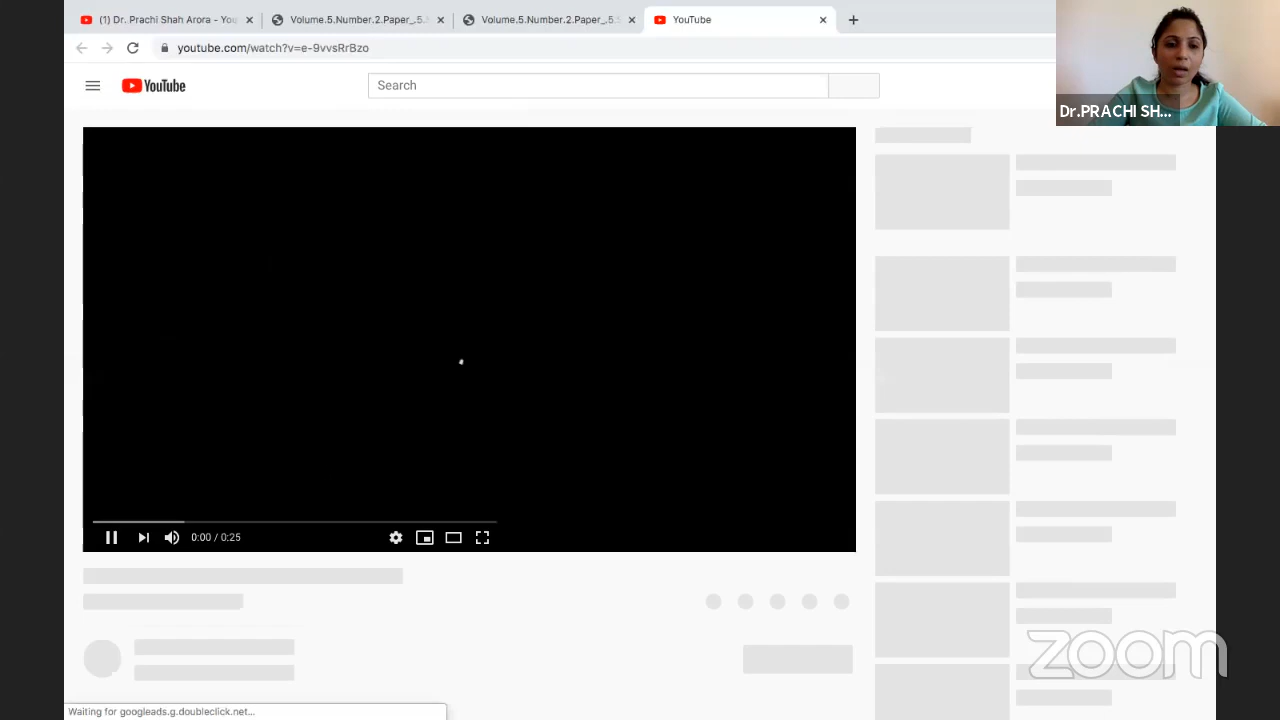 (1) Dr. Prachi Shah Arora - You
Volume.5.Number.2.Paper_.5.
Volume.5.Number.2.Paper_.5.
YouTube
youtube.com/watch?v=e-9vvsRrBzo
YouTube
Search
Dr.PRACHI SH...
0:00 / 0:25
zoom
Waiting for googleads.g.doubleclick.net...